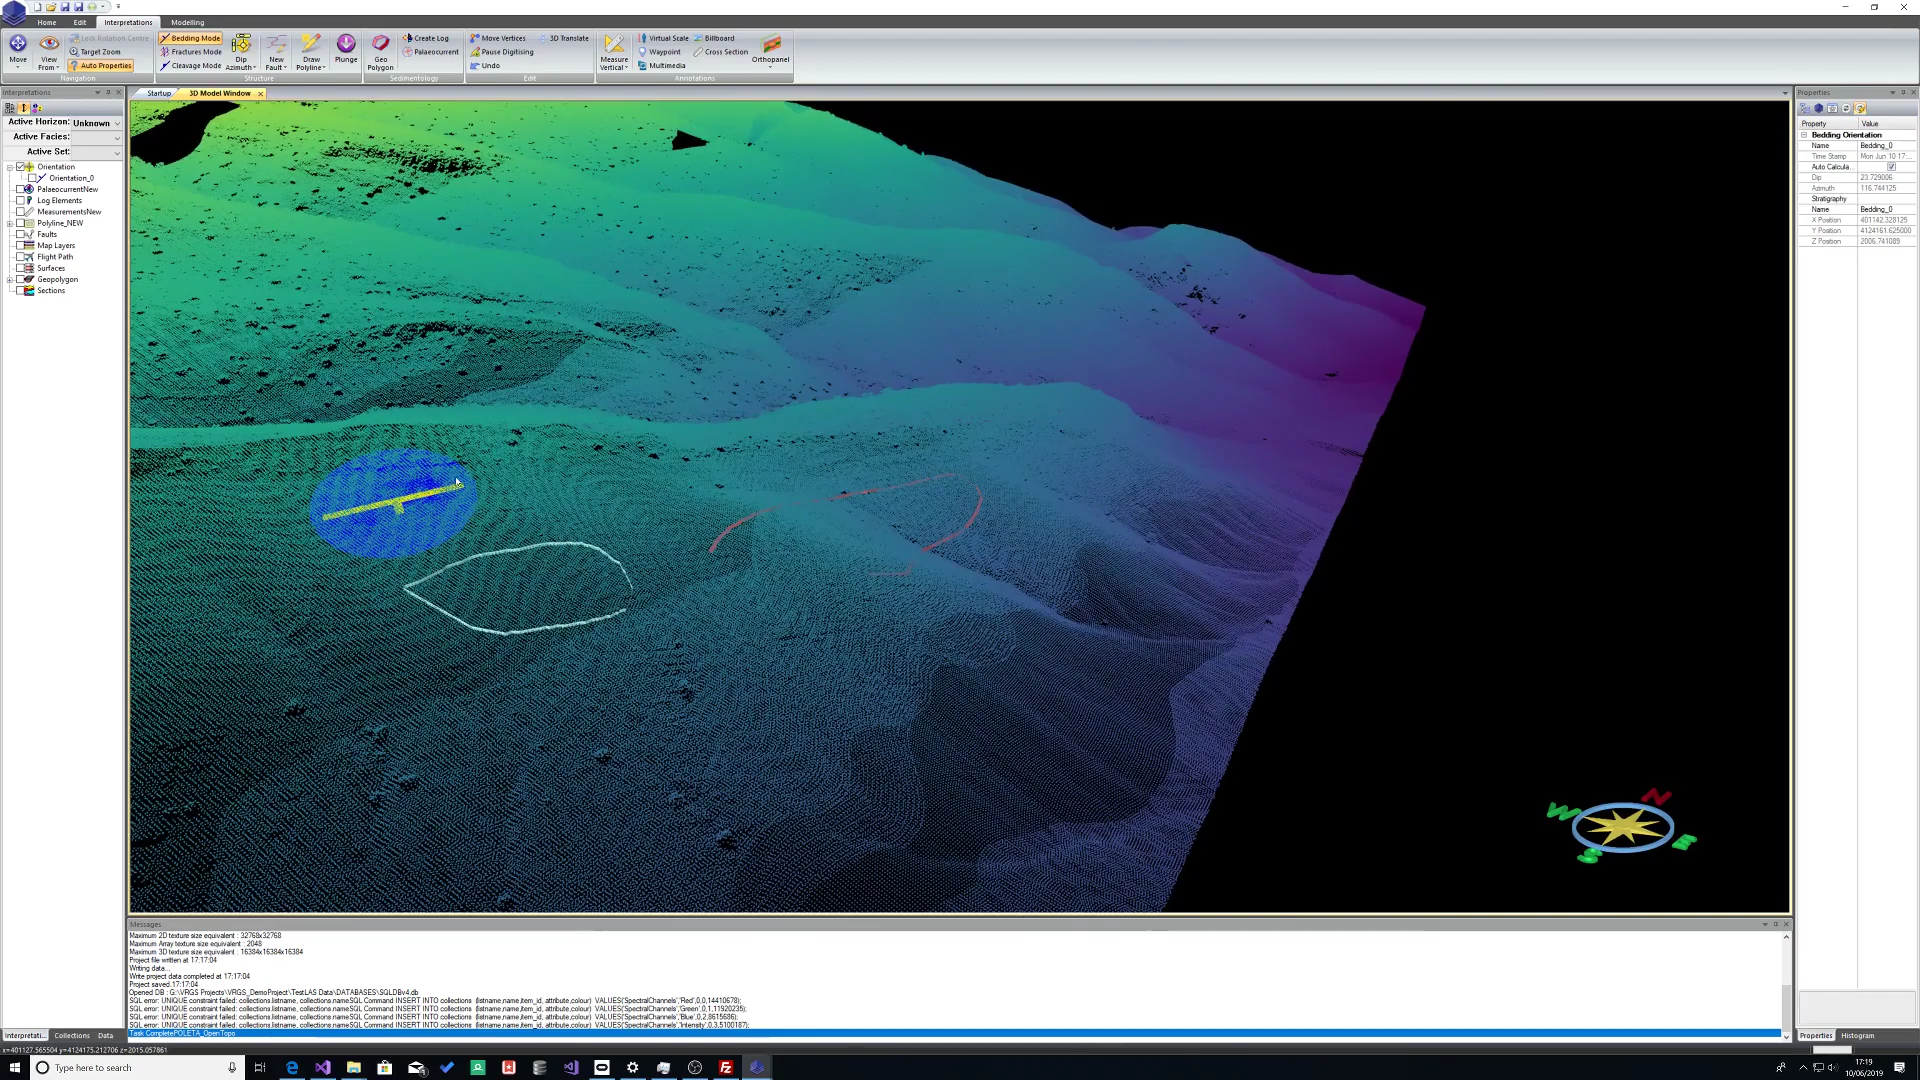 Home Edit Interpretations Modelling
Move
View From
Lock Rotation Centre
Target Zoom
Auto Properties
Navigation
Bedding Mode
Fractures Mode
Cleavage Mode
Dip Azimuth
New Fault
Draw Polyline
Plunge
Structure
Geo Polygon
Create Log
Palaeocurrent
Sedimentology
Move Vertices
Pause Digitising
Undo
3D Translate
Edit
Measure Vertical
Virtual Scale
Waypoint
Multimedia
Billboard
Cross Section
Orthopanel
Annotations
Interpretations
Active Horizon: Unknown
Active Facies:
Active Set:
Orientation
Orientation_0
PalaeocurrentNew
Log Elements
MeasurementsNew
Polyline_NEW
Faults
Map Layers
Flight Path
Surfaces
Geopolygon
Sections
Interpretati... Collections Data
Startup 3D Model Window
W N S E
Properties
Property Value
Bedding Orientation
Name Bedding_0
Time Stamp Mon Jun 10 17:...
Auto Calcula...
Dip 23.729006
Azimuth 116.744125
Stratigraphy
Name Bedding_0
X Position 401142.328125
Y Position 4124161.625000
Z Position 2006.741089
Properties Histogram
Messages
Maximum 2D texture size equivalent : 32768x32768
Maximum Array texture size equivalent : 2048
Maximum 3D texture size equivalent : 16384x16384x16384
Project file written at 17:17:04
Writing data...
Write project data completed at 17:17:04
Project saved.17:17:04
Opened DB : G:\VRGS Projects\VRGS_DemoProject\TestLAS Data\DATABASES\SQLDBv4.db
SQL error: UNIQUE constraint failed: collections.listname, collections.nameSQL Command INSERT INTO collections (listname,name,item_id, attribute,colour) VALUES('SpectralChannels','Red',0,0,14410678);
SQL error: UNIQUE constraint failed: collections.listname, collections.nameSQL Command INSERT INTO collections (listname,name,item_id, attribute,colour) VALUES('SpectralChannels','Green',0,1,11920235);
SQL error: UNIQUE constraint failed: collections.listname, collections.nameSQL Command INSERT INTO collections (listname,name,item_id, attribute,colour) VALUES('SpectralChannels','Blue',0,2,8615686);
SQL error: UNIQUE constraint failed: collections.listname, collections.nameSQL Command INSERT INTO collections (listname,name,item_id, attribute,colour) VALUES('SpectralChannels','Intensity',0,3,5100187);
Task CompletePOLETA_OpenTopo
x=401127.565504 y=4124175.212706 z=2015.057861
Type here to search
17:19
10/06/2019